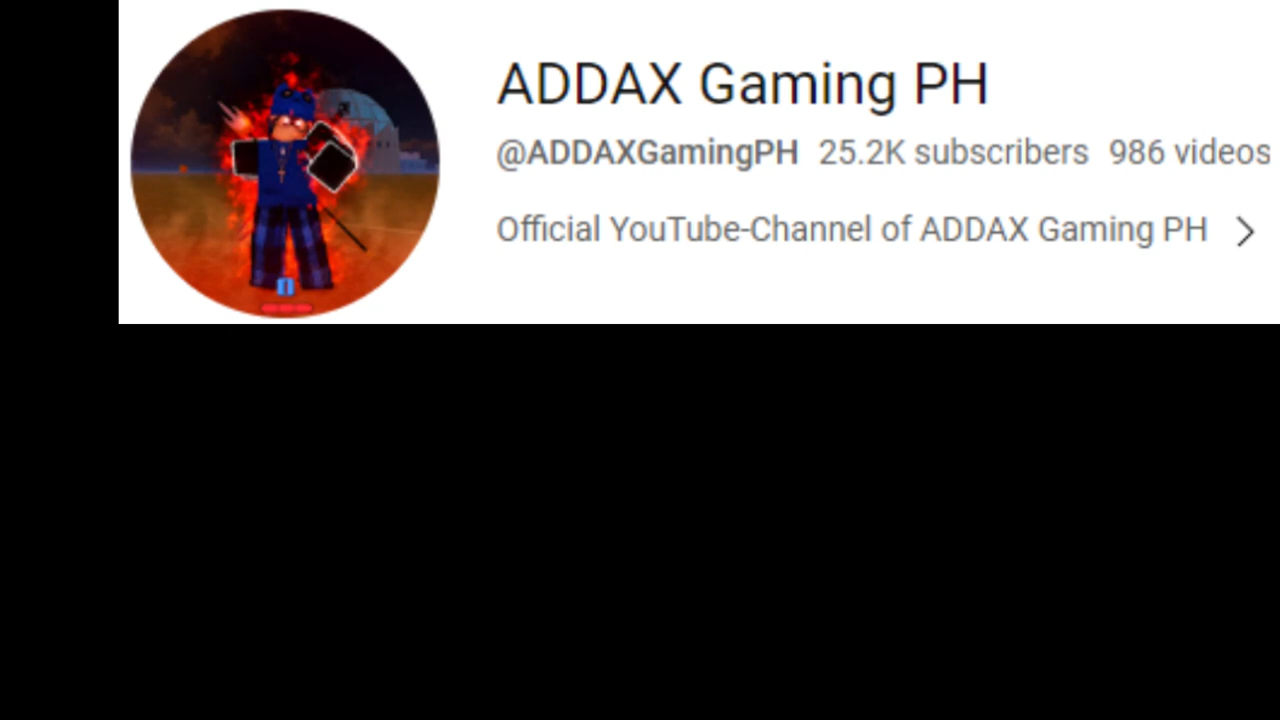 ADDAX Gaming PH
@ADDAXGamingPH 25.2K subscribers 986 videos
Official YouTube-Channel of ADDAX Gaming PH